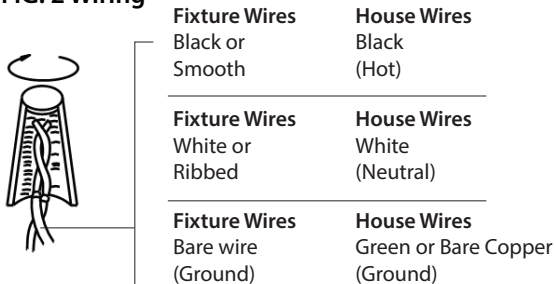 FIG. 2 Wiring
Fixture Wires House Wires
Black or Black
Smooth (Hot)
Fixture Wires House Wires
White or White
Ribbed (Neutral)
Fixture Wires House Wires
Bare wire Green or Bare Copper
(Ground) (Ground)